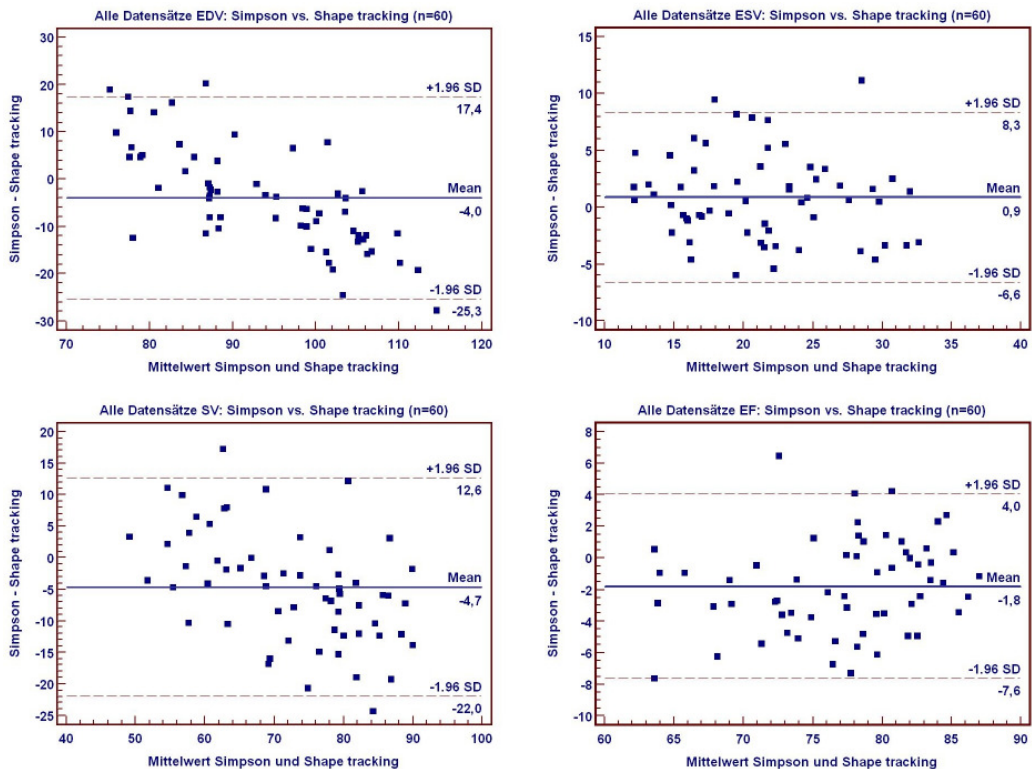 Alle Datensätze EDV: Simpson vs. Shape tracking (n=60)
Simpson - Shape tracking
30
20
10
0
-10
-20
-30
+1.96 SD
17,4
Mean
-4,0
-1.96 SD
-25,3
70 80 90 100 110 120
Mittelwert Simpson und Shape tracking
Alle Datensätze ESV: Simpson vs. Shape tracking (n=60)
Simpson - Shape tracking
15
10
5
0
-5
-10
+1.96 SD
8,3
Mean
0,9
-1.96 SD
-6,6
10 15 20 25 30 35 40
Mittelwert Simpson und Shape tracking
Alle Datensätze SV: Simpson vs. Shape tracking (n=60)
Simpson - Shape tracking
20
15
10
5
0
-5
-10
-15
-20
-25
+1.96 SD
12,6
Mean
-4,7
-1.96 SD
-22,0
40 50 60 70 80 90 100
Mittelwert Simpson und Shape tracking
Alle Datensätze EF: Simpson vs. Shape tracking (n=60)
Simpson - Shape tracking
8
6
4
2
0
-2
-4
-6
-8
-10
+1.96 SD
4,0
Mean
-1,8
-1.96 SD
-7,6
60 65 70 75 80 85 90
Mittelwert Simpson und Shape tracking